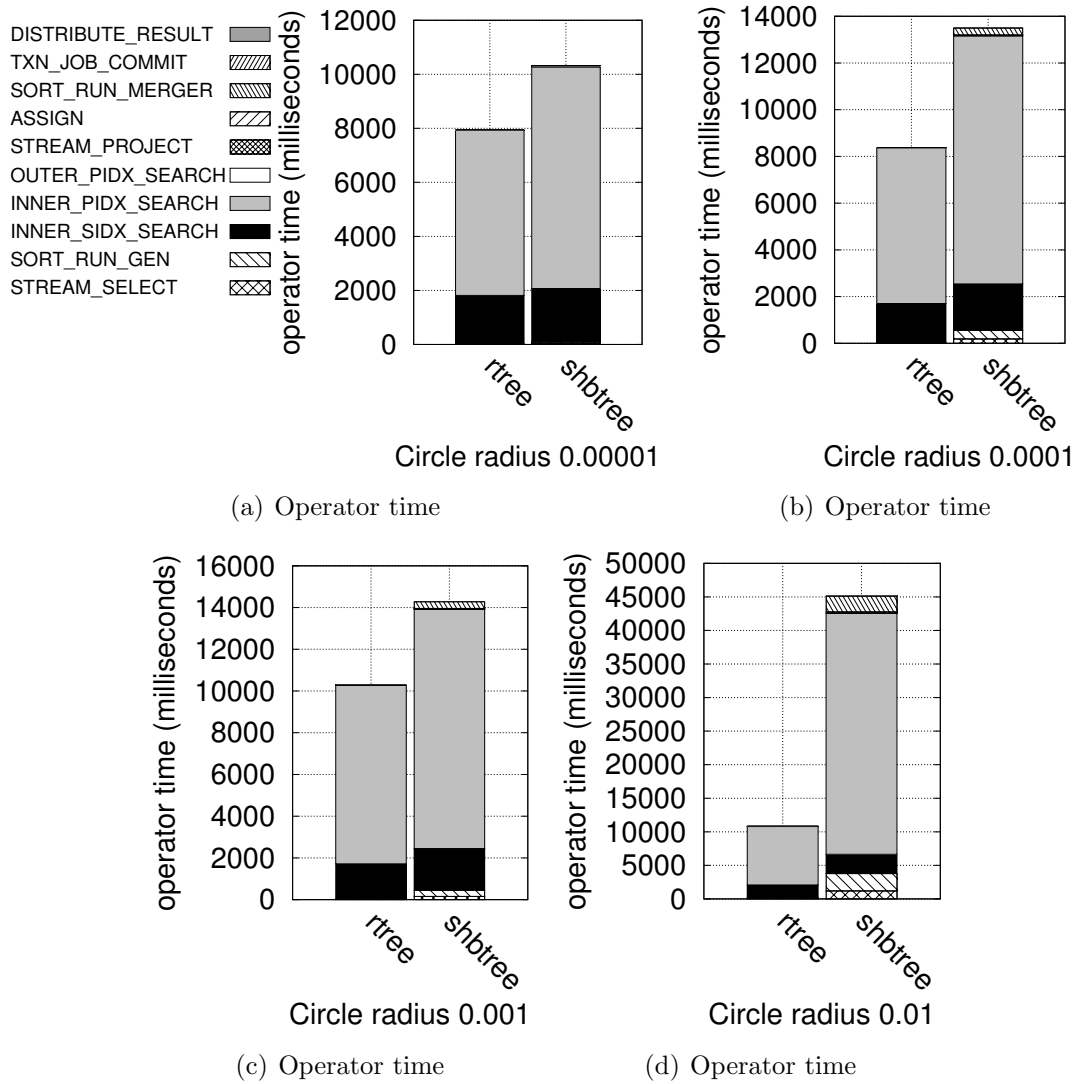 DISTRIBUTE_RESULT
TXN_JOB_COMMIT
SORT_RUN_MERGER
ASSIGN
STREAM_PROJECT
OUTER_PIDX_SEARCH
INNER_PIDX_SEARCH
INNER_SIDX_SEARCH
SORT_RUN_GEN
STREAM_SELECT
operator time (milliseconds)
12000
10000
8000
6000
4000
2000
0
rtree
shbtree
Circle radius 0.00001
(a) Operator time
operator time (milliseconds)
14000
12000
10000
8000
6000
4000
2000
0
rtree
shbtree
Circle radius 0.0001
(b) Operator time
operator time (milliseconds)
16000
14000
12000
10000
8000
6000
4000
2000
0
rtree
shbtree
Circle radius 0.001
(c) Operator time
operator time (milliseconds)
50000
45000
40000
35000
30000
25000
20000
15000
10000
5000
0
rtree
shbtree
Circle radius 0.01
(d) Operator time